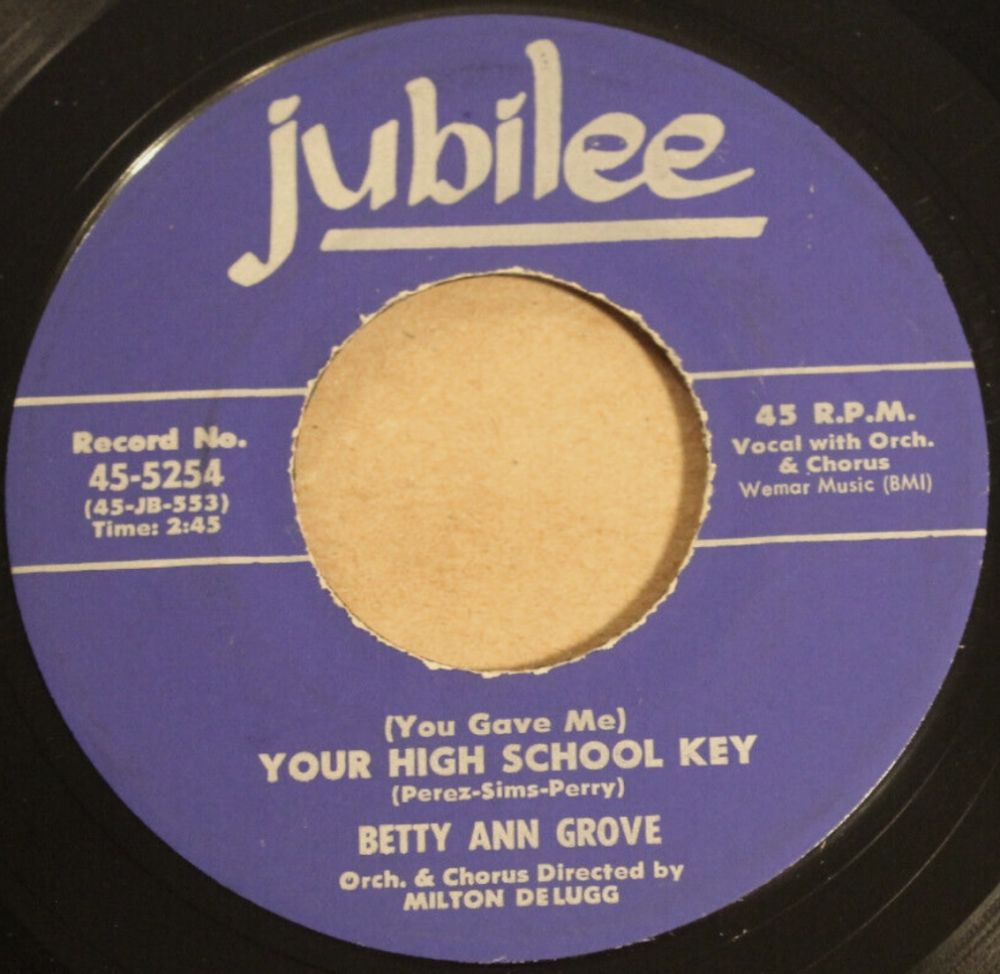 jubilee
Record No.
45-5254
(45-JB-553)
Time: 2:45
45 R.P.M.
Vocal with Orch.
& Chorus
Wemar Music (BMI)
(You Gave Me)
YOUR HIGH SCHOOL KEY
(Perez-Sims-Perry)
BETTY ANN GROVE
Orch. & Chorus Directed by
MILTON DELUGG